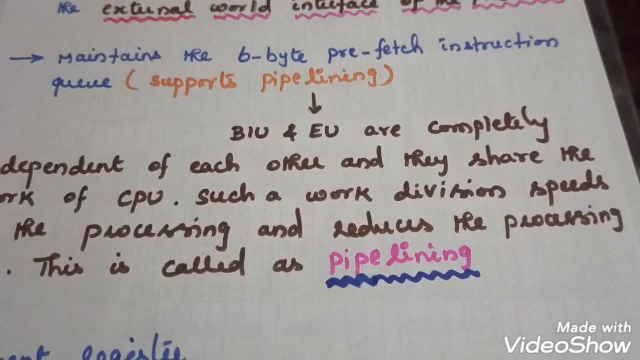 the external world interface of the
→ Maintains the 6-byte pre-fetch instruction
queue (supports pipelining)
↓
BIU & EU are completely
dependent of each other and they share the
ork of CPU. Such a work division speeds
the processing and reduces the processing
. This is called as pipelining
Made with
VideoShow